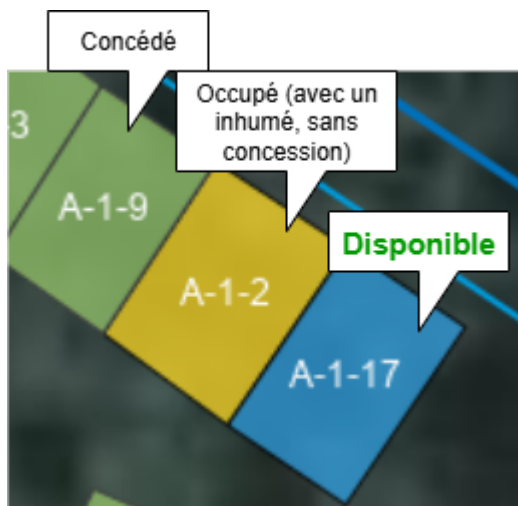 Concédé
Occupé (avec un
inhumé, sans
concession)
3
A-1-9
Disponible
A-1-2
A-1-17